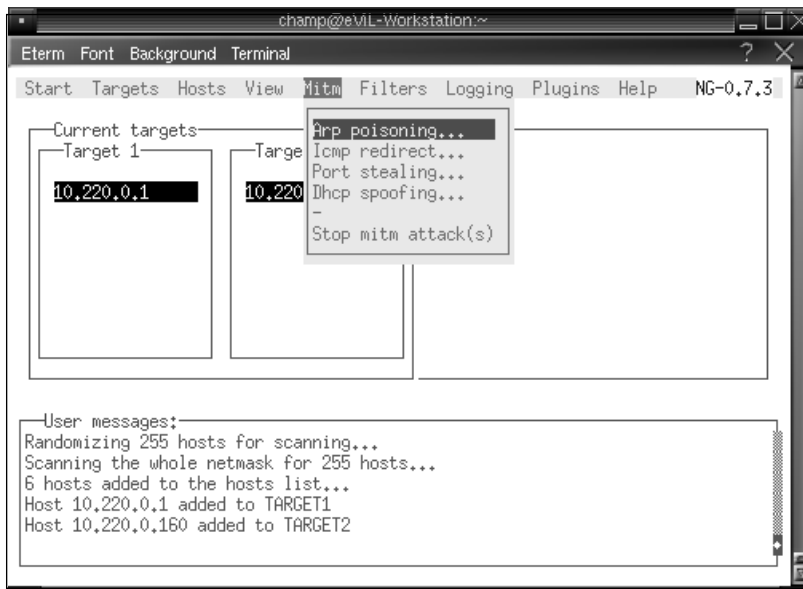 champ@eViL-Workstation:~
Eterm Font Background Terminal ? X
Start Targets Hosts View Mitm Filters Logging Plugins Help NG-0.7.3
Current targets
Target 1
10.220.0.1
Targe
10.220
Arp poisoning...
Icmp redirect...
Port stealing...
Dhcp spoofing...
-
Stop mitm attack(s)
User messages:
Randomizing 255 hosts for scanning...
Scanning the whole netmask for 255 hosts...
6 hosts added to the hosts list...
Host 10.220.0.1 added to TARGET1
Host 10.220.0.160 added to TARGET2